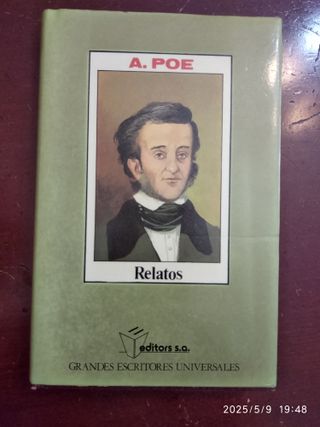 A. POE
Relatos
editors s.a.
GRANDES ESCRITORES UNIVERSALES
2025/5/9 19:48